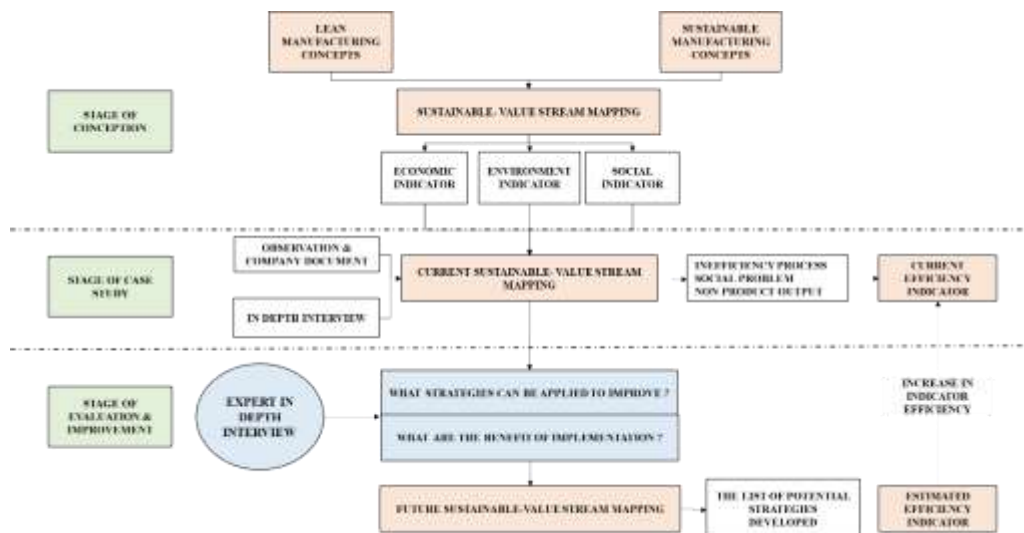 LEAN
MANUFACTURING
CONCEPTS
SUSTAINABLE
MANUFACTURING
CONCEPTS
STAGE OF
CONCEPTION
SUSTAINABLE- VALUE STREAM MAPPING
ECONOMIC
INDICATOR
ENVIRONMENT
INDICATOR
SOCIAL
INDICATOR
STAGE OF CASE
STUDY
OBSERVATION &
COMPANY DOCUMENT
IN DEPTH INTERVIEW
CURRENT SUSTAINABLE- VALUE STREAM
MAPPING
INEFFICIENCY PROCESS
SOCIAL PROBLEM
NON PRODUCT OUTPUT
CURRENT
EFFICIENCY
INDICATOR
STAGE OF
EVALUATION &
IMPROVEMENT
EXPERT IN
DEPTH
INTERVIEW
WHAT STRATEGIES CAN BE APPLIED TO IMPROVE ?
WHAT ARE THE BENEFIT OF IMPLEMENTATION ?
INCREASE IN
INDICATOR
EFFICIENCY
FUTURE SUSTAINABLE-VALUE STREAM MAPPING
THE LIST OF POTENTIAL
STRATEGIES
DEVELOPED
ESTIMATED
EFFICIENCY
INDICATOR